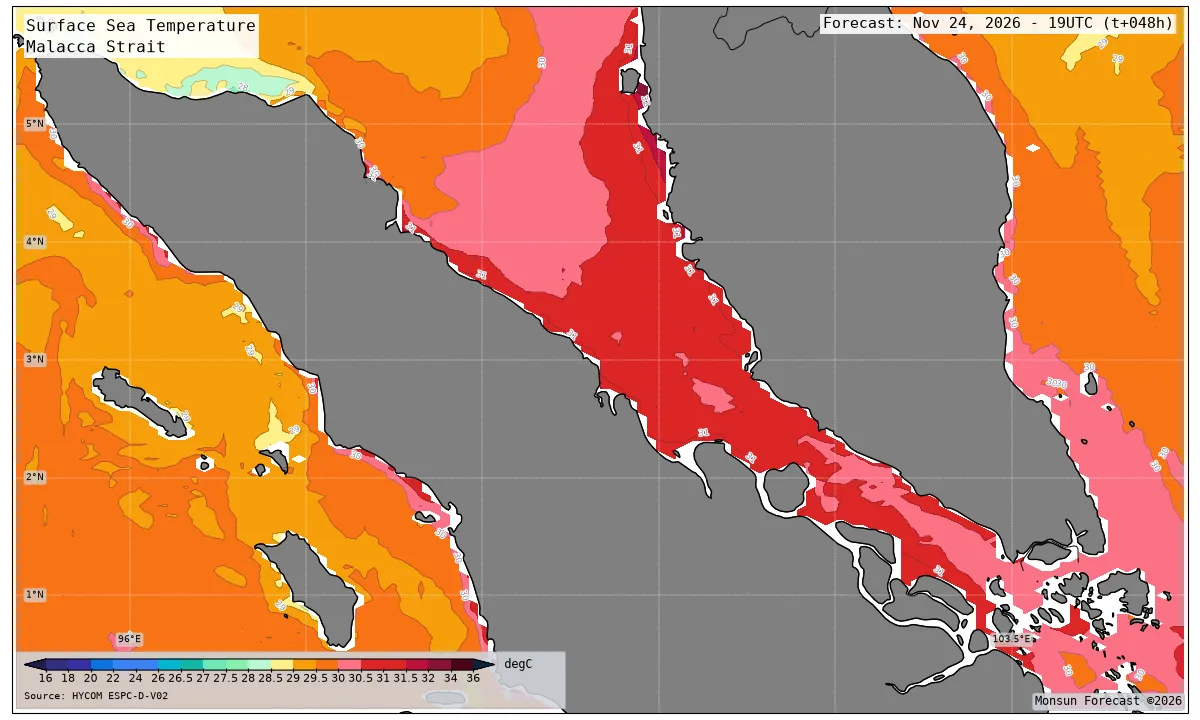 Surface Sea Temperature
Malacca Strait
Forecast: Nov 24, 2026 - 19UTC (t+048h)
5°N
4°N
3°N
2°N
1°N
96°E
103.5°E
degC
16 18 20 22 24 26 26.5 27 27.5 28 28.5 29 29.5 30 30.5 31 31.5 32 34 36
Source: HYCOM ESPC-D-V02
Monsun Forecast ©2026